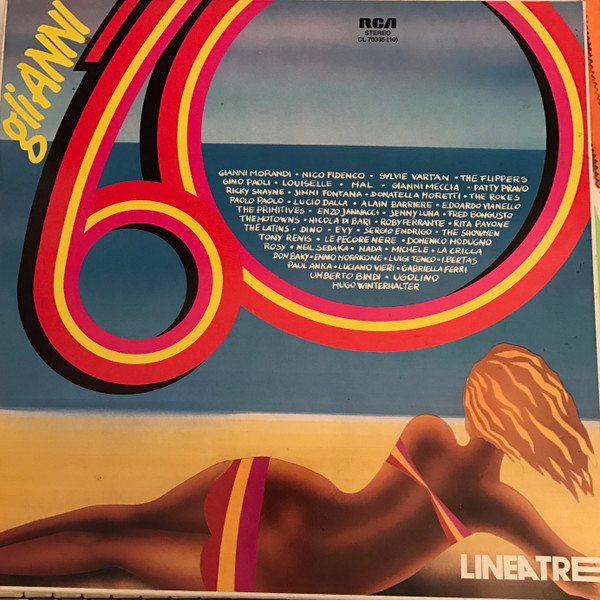 gli ANNI
60
RCA
STEREO
CL 70335 (10)
GIANNI MORANDI • NICO FIDENCO • SYLVIE VARTAN • THE FLIPPERS
GINO PAOLI • LOUISELLE • MAL • GIANNI MECCIA • PATTY PRAVO
RICKY SHAYNE • JIMMI FONTANA • DONATELLA MORETTI • THE ROKES
PAOLO PAOLO • LUCIO DALLA • ALAIN BARRIERE • EDOARDO VIANELLO
THE PRIMITIVES • ENZO JANNACCI • JENNY LUNA • FRED BONGUSTO
THE MOTOWNS • NICOLA DI BARI • ROBY FERRANTE • RITA PAVONE
THE LATINS • DINO • EVY • SERGIO ENDRIGO • THE SHOWMEN
TONY RENIS • LE PECORE NERE • DOMENICO MODUGNO
ROSY • NEIL SEDAKA • NADA • MICHELE • LA CRICCA
DON BAKY • ENNIO MORRICONE • LUIGI TENCO • I BERTAS
PAUL ANKA • LUCIANO VIERI • GABRIELLA FERRI
UMBERTO BINDI • UGOLINO
HUGO WINTERHALTER
LINEATRE